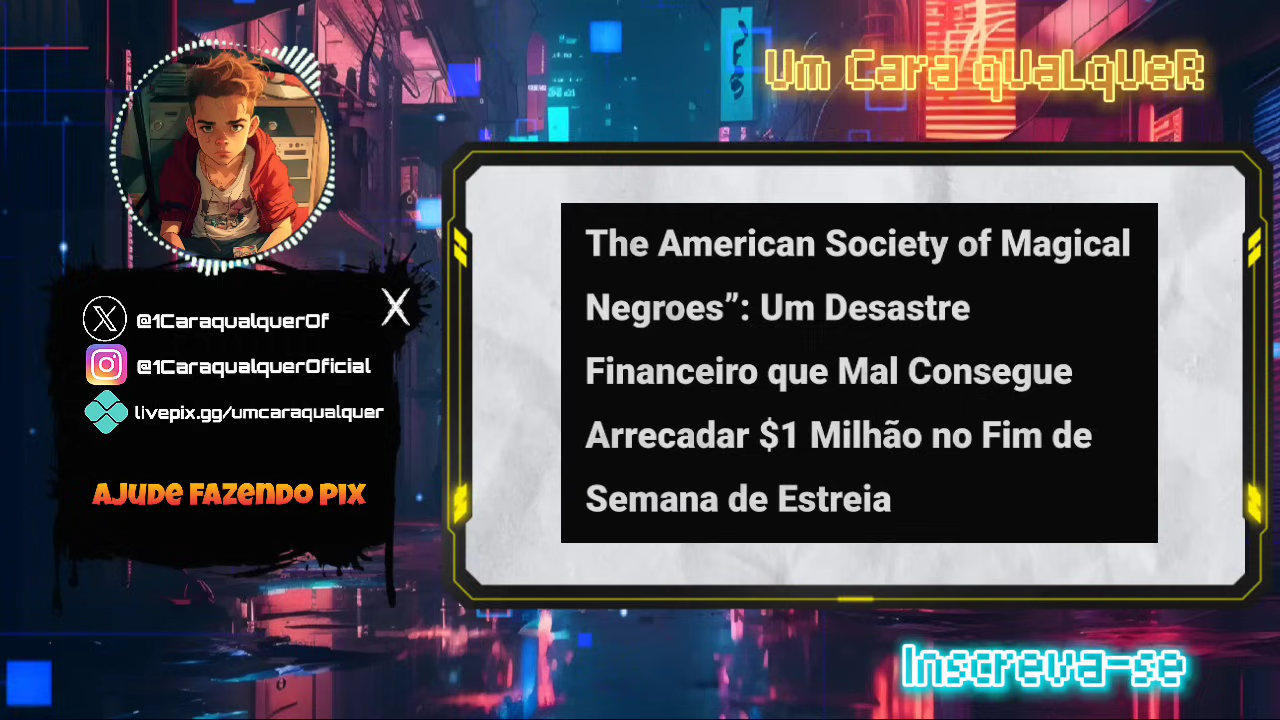 Um Cara qUaLqUeR
@1CaraqualquerOf
@1CaraqualquerOficial
livepix.gg/umcaraqualquer
AJUDE FAZENDO PIX
The American Society of Magical
Negroes”: Um Desastre
Financeiro que Mal Consegue
Arrecadar $1 Milhão no Fim de
Semana de Estreia
Inscreva-se